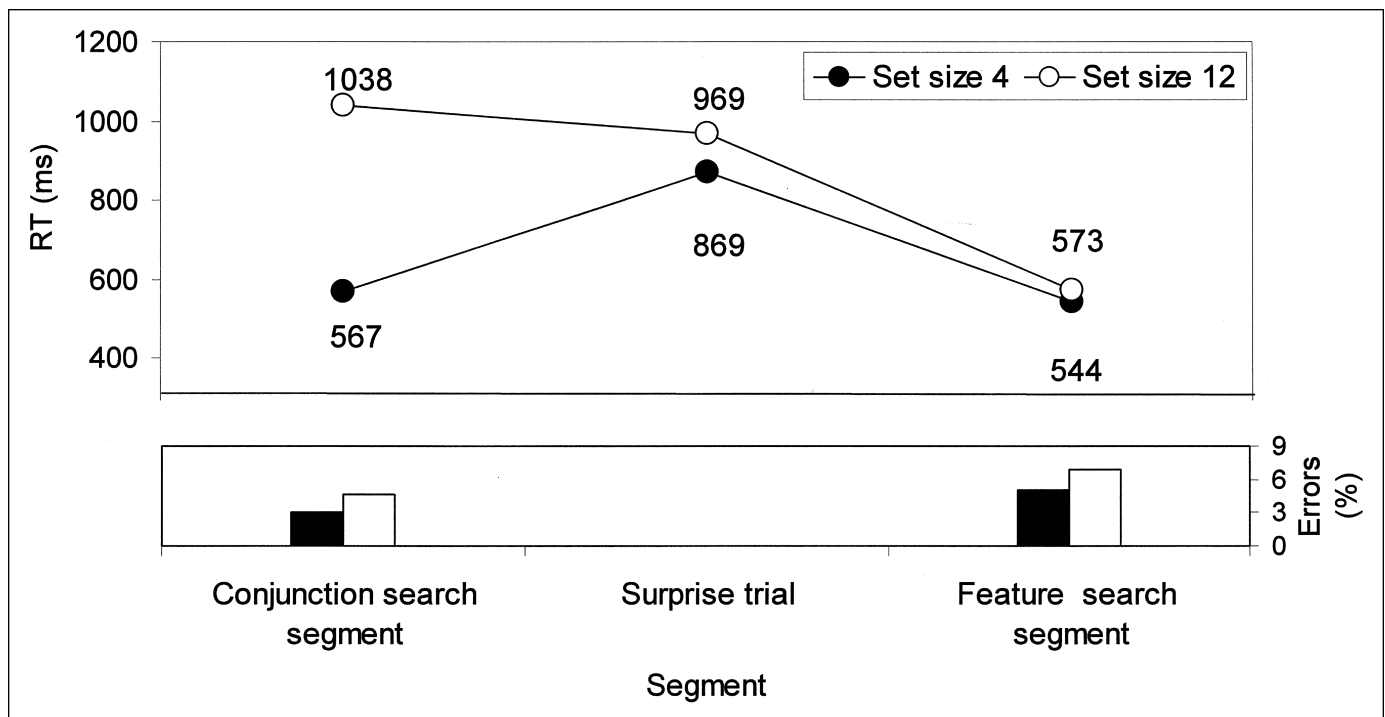 1200
1000
800
600
400
RT (ms)
Set size 4
Set size 12
1038
969
567
869
573
544
9
6
3
0
Errors
(%)
Conjunction search
segment
Surprise trial
Feature search
segment
Segment